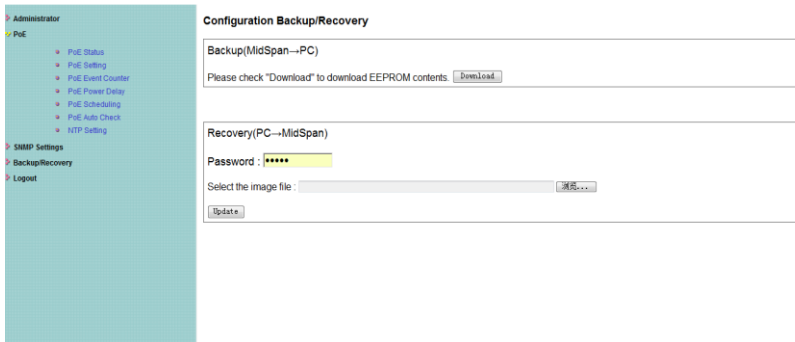 Administrator
PoE
PoE Status
PoE Setting
PoE Event Counter
PoE Power Delay
PoE Scheduling
PoE Auto Check
NTP Setting
SNMP Settings
Backup/Recovery
Logout
Configuration Backup/Recovery
Backup(MidSpan→PC)
Please check "Download" to download EEPROM contents. Download
Recovery(PC→MidSpan)
Password : •••••
Select the image file : 浏览...
Update